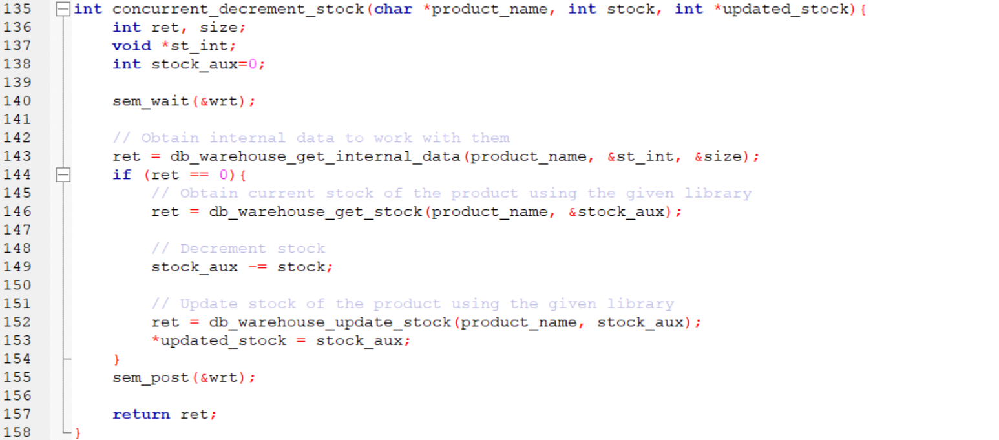 135 int concurrent_decrement_stock(char *product_name, int stock, int *updated_stock){
136     int ret, size;
137     void *st_int;
138     int stock_aux=0;
139
140     sem_wait(&wrt);
141
142     // Obtain internal data to work with them
143     ret = db_warehouse_get_internal_data(product_name, &st_int, &size);
144     if (ret == 0){
145         // Obtain current stock of the product using the given library
146         ret = db_warehouse_get_stock(product_name, &stock_aux);
147
148         // Decrement stock
149         stock_aux -= stock;
150
151         // Update stock of the product using the given library
152         ret = db_warehouse_update_stock(product_name, stock_aux);
153         *updated_stock = stock_aux;
154     }
155     sem_post(&wrt);
156
157     return ret;
158 }